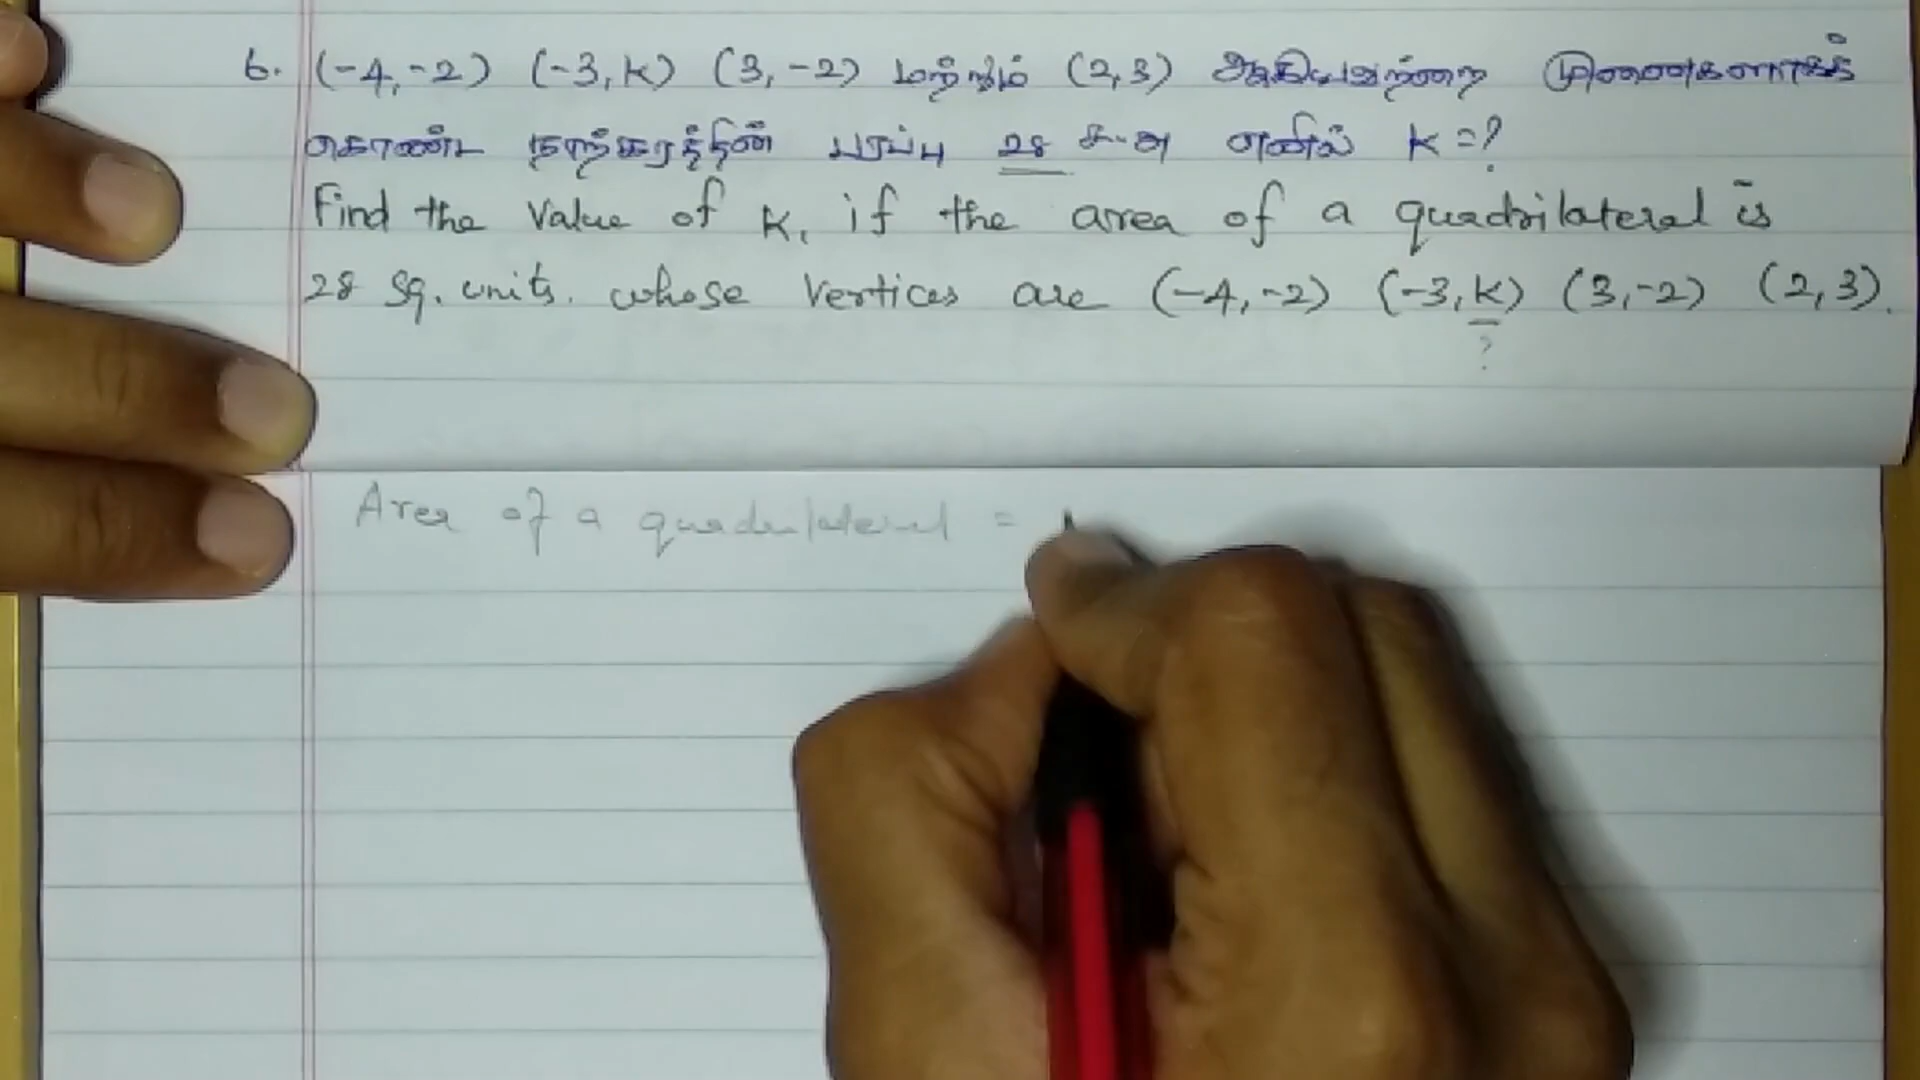 6. (-4,-2) (-3,k) (3,-2) மற்றும் (2,3) ஆகியவற்றை முனைகளாகக்
கொண்ட நாற்கரத்தின் பரப்பு 28 ச.அ எனில் k=?
Find the Value of k, if the area of a quadrilateral is
28 sq. units. whose vertices are (-4,-2) (-3,k) (3,-2) (2,3).
?
Area of a quadrilateral =